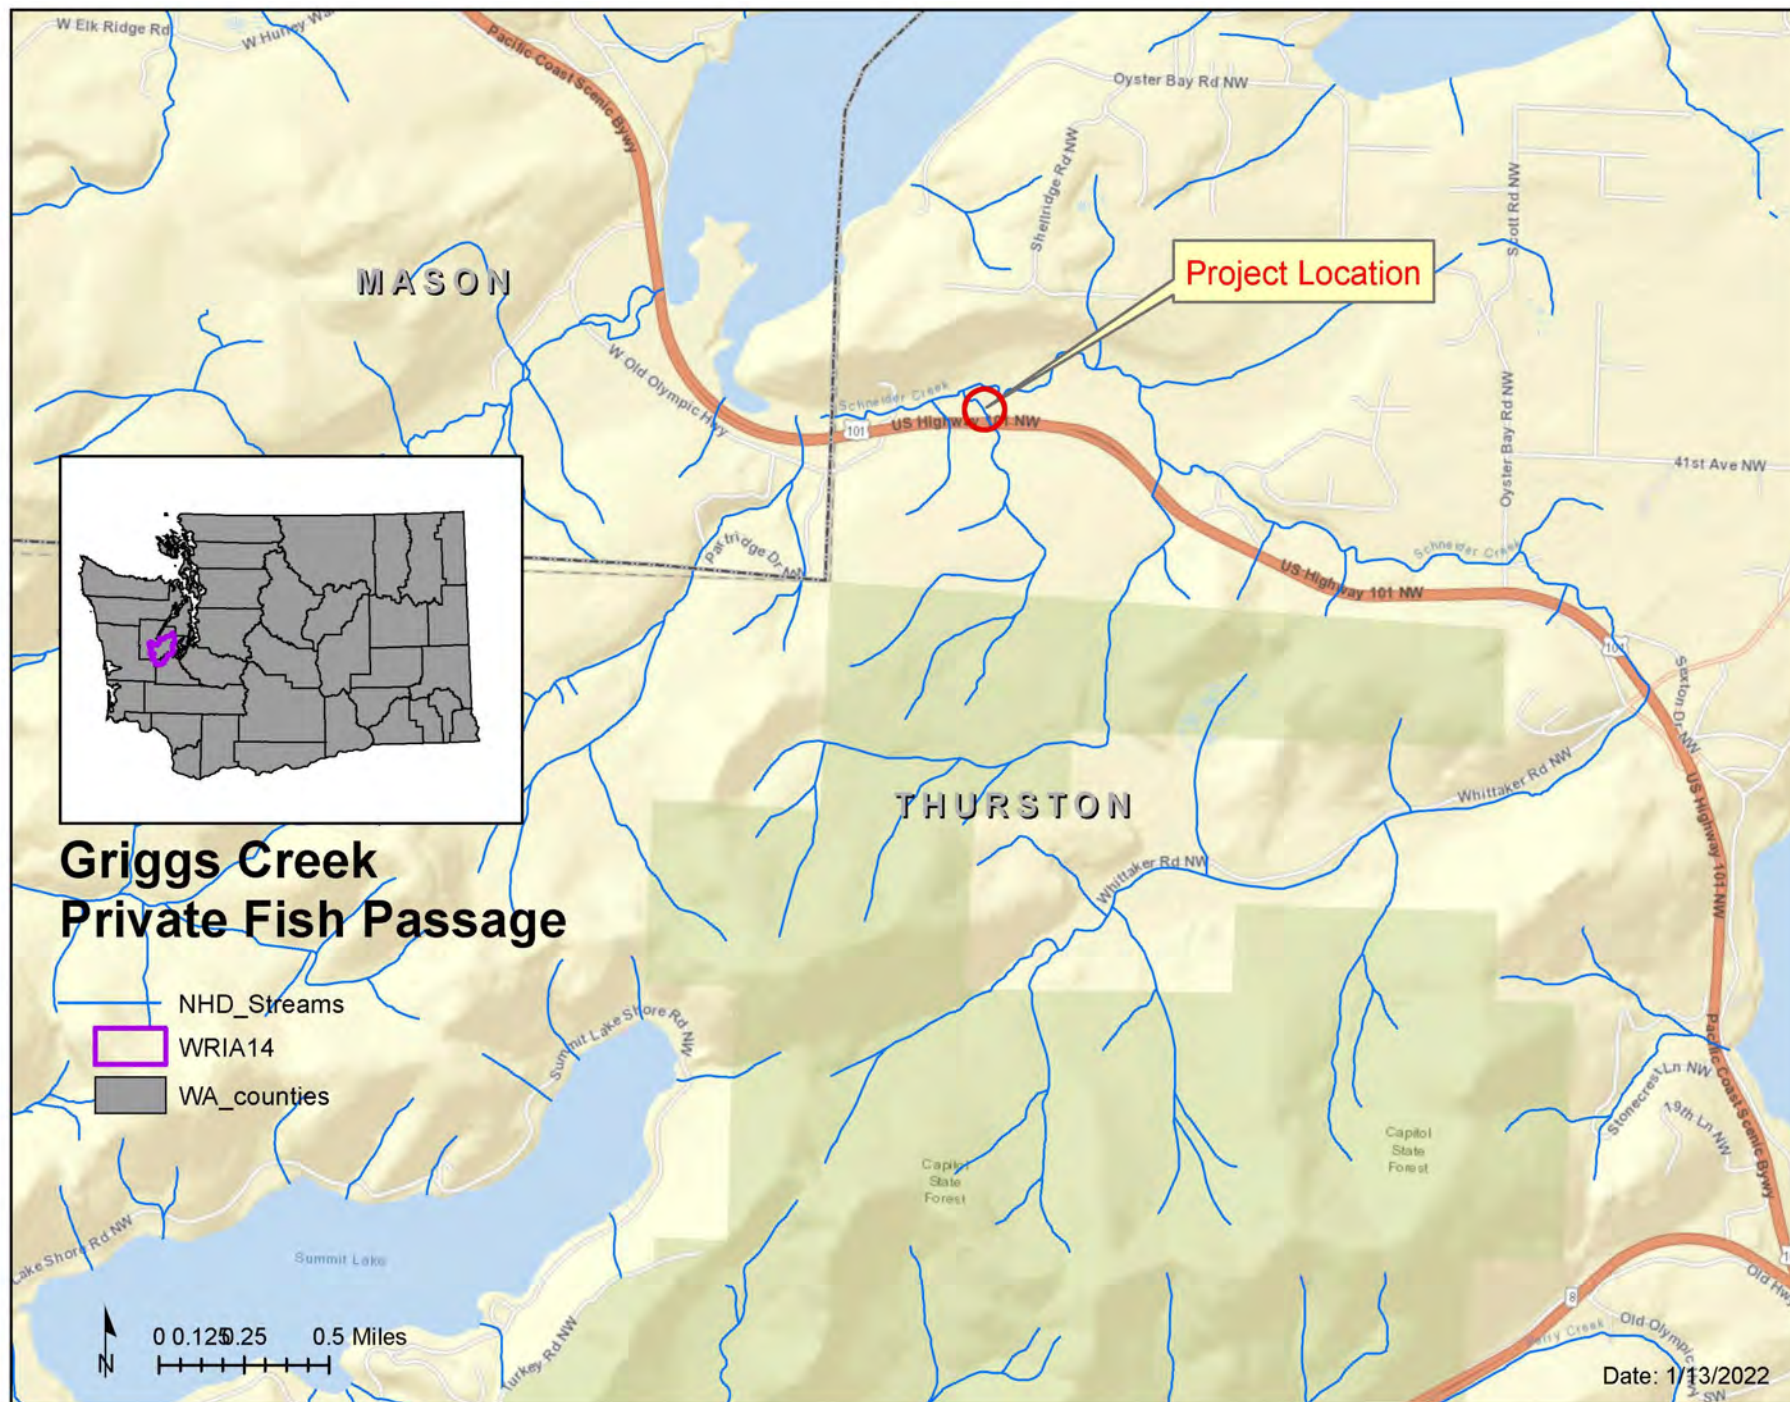 W Elk Ridge Rd
W Hurley Wa
Pacific Coast Scenic Bywy
Oyster Bay Rd NW
Shellridge Rd NW
Scott Rd NW
MASON
Project Location
W Old Olympic Hwy
Schneider Creek
101
US Highway 101 NW
Oyster Bay Rd NW
41st Ave NW
Partridge Dr NW
Schneider Creek
US Highway 101 NW
101
Sexton Dr NW
Whittaker Rd NW
US Highway 101 NW
THURSTON
Whittaker Rd NW
Griggs Creek
Private Fish Passage
NHD_Streams
WRIA14
WA_counties
Summit Lake Shore Rd NW
Pacific Coast Scenic Bywy
Stonecrest Ln NW
19th Ln NW
Capitol
State
Forest
Capitol
State
Forest
Lake Shore Rd NW
Summit Lake
N
0 0.125 0.25 0.5 Miles
Turkey Rd NW
8
Old Hwy
Old Olympic
SW
Date: 1/13/2022